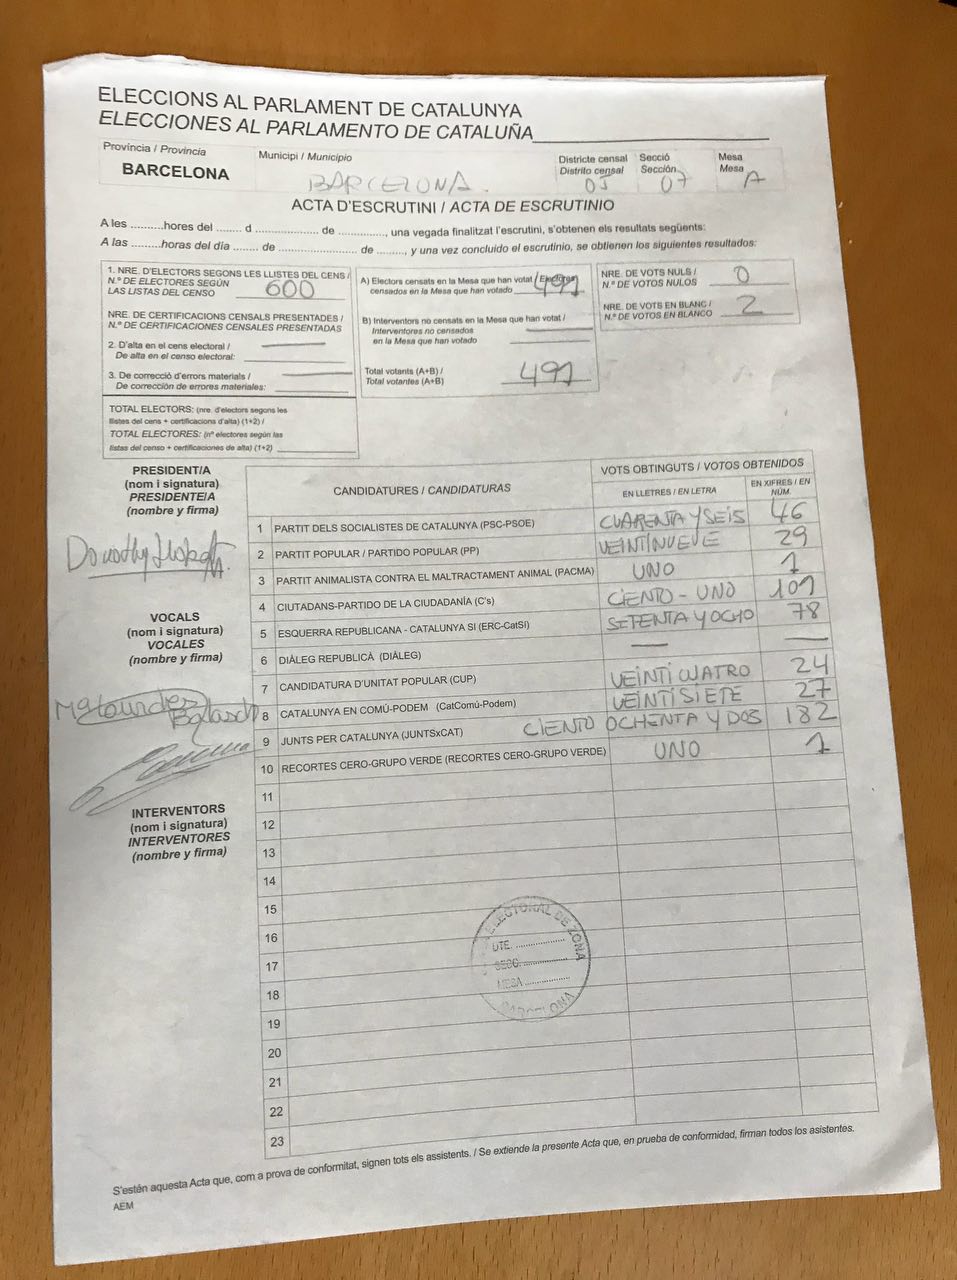 ELECCIONS AL PARLAMENT DE CATALUNYA
ELECCIONES AL PARLAMENTO DE CATALUÑA
Província / Provincia
BARCELONA
Municipi / Municipio
BARCELONA.
Districte censal
Distrito censal
05
Secció
Sección
07
Mesa
Mesa
A
ACTA D'ESCRUTINI / ACTA DE ESCRUTINIO
A les ..........hores del ....... d ..................... de .............., una vegada finalitzat l'escrutini, s'obtenen els resultats següents:
A las .........horas del día ....... de ..................... de ........, y una vez concluido el escrutinio, se obtienen los siguientes resultados:
1. NRE. D'ELECTORS SEGONS LES LLISTES DEL CENS /
N.º DE ELECTORES SEGÚN
LAS LISTAS DEL CENSO
600
NRE. DE CERTIFICACIONS CENSALS PRESENTADES /
N.º DE CERTIFICACIONES CENSALES PRESENTADAS
2. D'alta en el cens electoral /
De alta en el censo electoral:
3. De correcció d'errors materials /
De corrección de errores materiales:
TOTAL ELECTORS: (nre. d'electors segons les
llistes del cens + certificacions d'alta) (1+2) /
TOTAL ELECTORES: (nº electores según las
listas del censo + certificaciones de alta) (1+2)
A) Electors censats en la Mesa que han votat / Electores
censados en la Mesa que han votado
491
B) Interventors no censats en la Mesa que han votat /
Interventores no censados
en la Mesa que han votado
Total votants (A+B) /
Total votantes (A+B)
491
NRE. DE VOTS NULS /
N.º DE VOTOS NULOS
0
NRE. DE VOTS EN BLANC /
N.º DE VOTOS EN BLANCO
2
PRESIDENT/A
(nom i signatura)
PRESIDENTE/A
(nombre y firma)
Dorothy
VOCALS
(nom i signatura)
VOCALES
(nombre y firma)
Mª Lourdes
INTERVENTORS
(nom i signatura)
INTERVENTORES
(nombre y firma)
CANDIDATURES / CANDIDATURAS
VOTS OBTINGUTS / VOTOS OBTENIDOS
EN LLETRES / EN LETRA
EN XIFRES / EN NÚM.
1 PARTIT DELS SOCIALISTES DE CATALUNYA (PSC-PSOE) CUARENTA Y SEIS 46
2 PARTIT POPULAR / PARTIDO POPULAR (PP) VEINTINUEVE 29
3 PARTIT ANIMALISTA CONTRA EL MALTRACTAMENT ANIMAL (PACMA) UNO 1
4 CIUTADANS-PARTIDO DE LA CIUDADANÍA (C's) CIENTO - UNO 101
5 ESQUERRA REPUBLICANA - CATALUNYA SI (ERC-CatSí) SETENTA Y OCHO 78
6 DIÀLEG REPUBLICÀ (DIÀLEG) — —
7 CANDIDATURA D'UNITAT POPULAR (CUP) VEINTICUATRO 24
8 CATALUNYA EN COMÚ-PODEM (CatComú-Podem) VEINTISIETE 27
9 JUNTS PER CATALUNYA (JUNTSxCAT) CIENTO OCHENTA Y DOS 182
10 RECORTES CERO-GRUPO VERDE (RECORTES CERO-GRUPO VERDE) UNO 1
11
12
13
14
15
16
17
18
19
20
21
22
23
ELECTORAL DE ZONA
DTE. ..............
SECC. ..............
MESA ..............
BARCELONA
S'estén aquesta Acta que, com a prova de conformitat, signen tots els assistents. / Se extiende la presente Acta que, en prueba de conformidad, firman todos los asistentes.
AEM